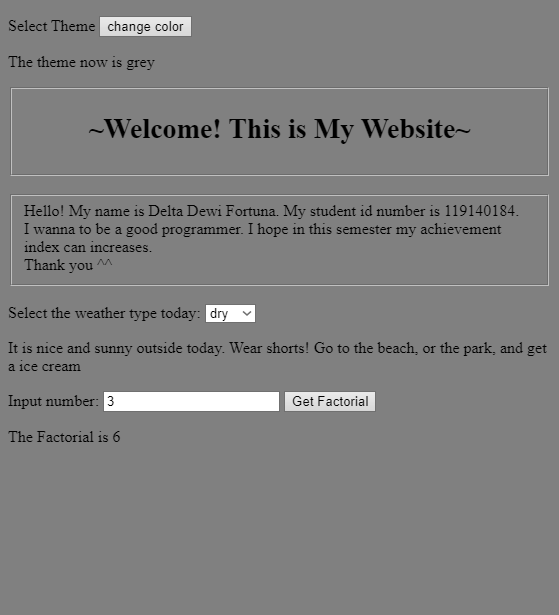 Select Theme change color
The theme now is grey
~Welcome! This is My Website~
Hello! My name is Delta Dewi Fortuna. My student id number is 119140184.
I wanna to be a good programmer. I hope in this semester my achievement
index can increases.
Thank you ^^
Select the weather type today: dry
It is nice and sunny outside today. Wear shorts! Go to the beach, or the park, and get
a ice cream
Input number: 3 Get Factorial
The Factorial is 6